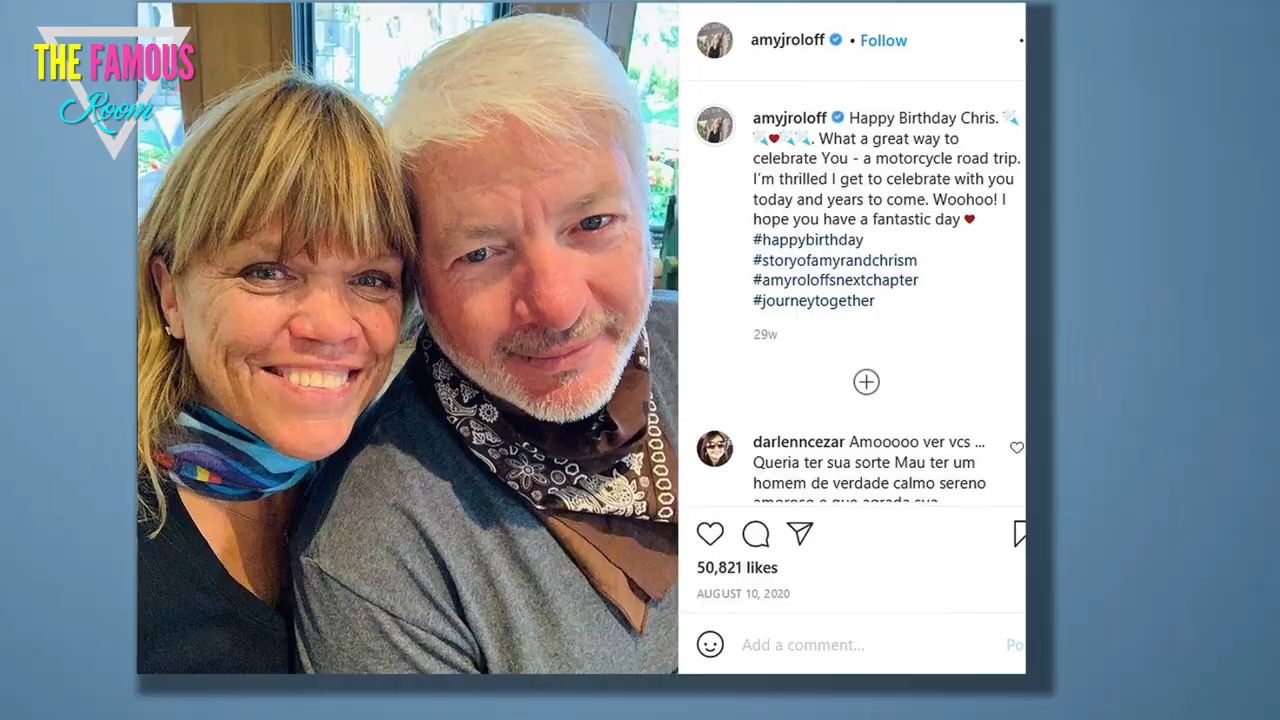 THE FAMOUS
Room
amyjroloff • Follow
amyjroloff Happy Birthday Chris. 
. What a great way to
celebrate You - a motorcycle road trip.
I'm thrilled I get to celebrate with you
today and years to come. Woohoo! I
hope you have a fantastic day ♥
#happybirthday
#storyofamyrandchrism
#amyroloffsnextchapter
#journeytogether
29w
darlenncezar Amooooo ver vcs ...
Queria ter sua sorte Mau ter um
homem de verdade calmo sereno
50,821 likes
AUGUST 10, 2020
Add a comment...
Po